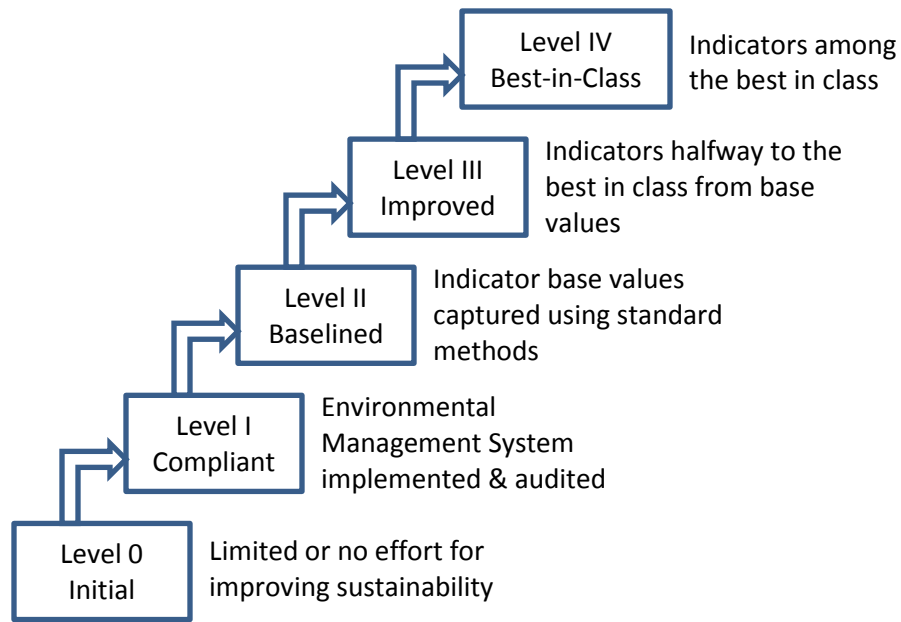 Level IV
Best-in-Class
Indicators among
the best in class
Level III
Improved
Indicators halfway to the
best in class from base
values
Level II
Baselined
Indicator base values
captured using standard
methods
Level I
Compliant
Environmental
Management System
implemented & audited
Level 0
Initial
Limited or no effort for
improving sustainability